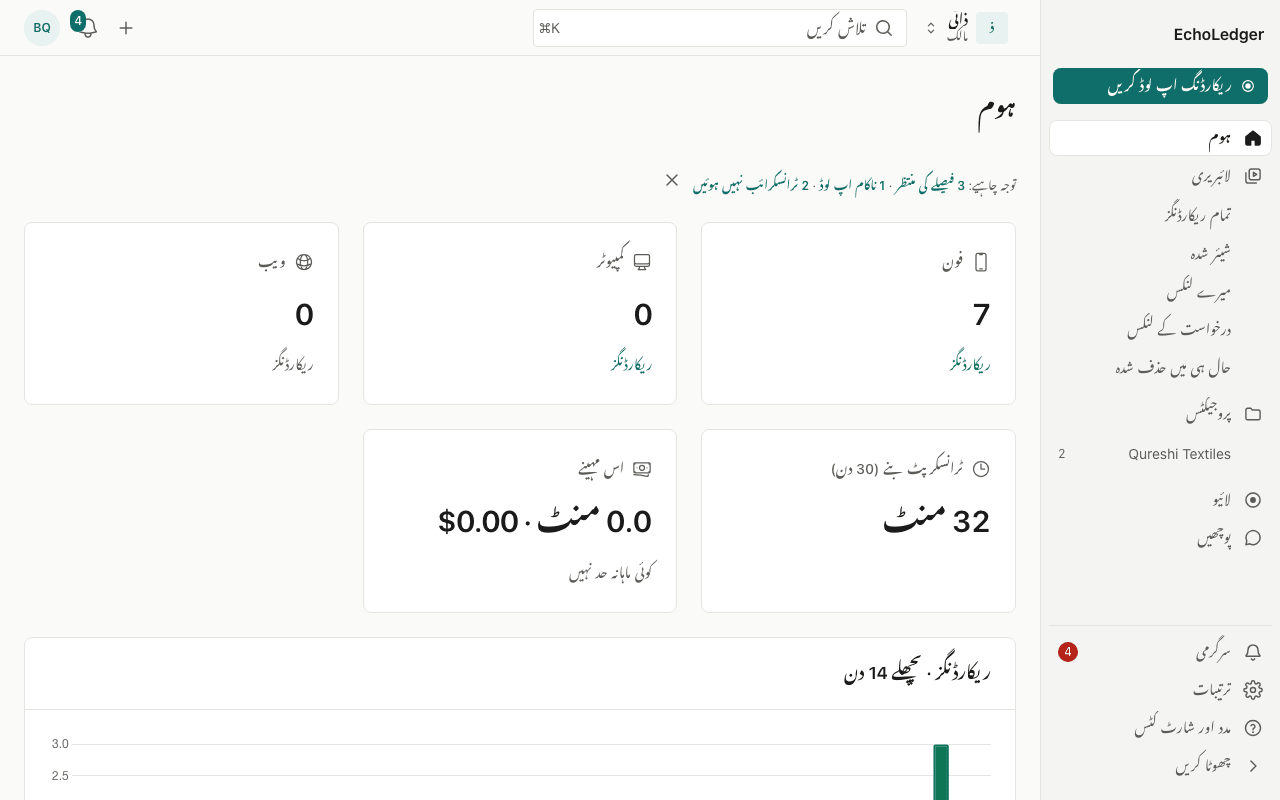 EchoLedger
ریکارڈنگ اپ لوڈ کریں
ہوم
لائبریری
تمام ریکارڈنگز
شیئر شدہ
میرے لنکس
درخواست کے لنکس
حال ہی میں حذف شدہ
پروجیکٹس
Qureshi Textiles 2
لائیو
پوچھیں
سرگرمی 4
ترتیبات
مدد اور شارٹ کٹس
چھوٹا کریں
ذ
ذاتی
مالک
تلاش کریں ⌘K
4
BQ
ہوم
توجہ چاہیے: 3 فیصلے کی منتظر · 1 ناکام اپ لوڈ · 2 ٹرانسکرائب نہیں ہوئیں
فون
7
ریکارڈنگز
کمپیوٹر
0
ریکارڈنگز
ویب
0
ریکارڈنگز
ٹرانسکرپٹ بنے (30 دن)
32 منٹ
اس مہینے
0.0 منٹ · $0.00
کوئی ماہانہ حد نہیں
ریکارڈنگز · پچھلے 14 دن
3.0
2.5